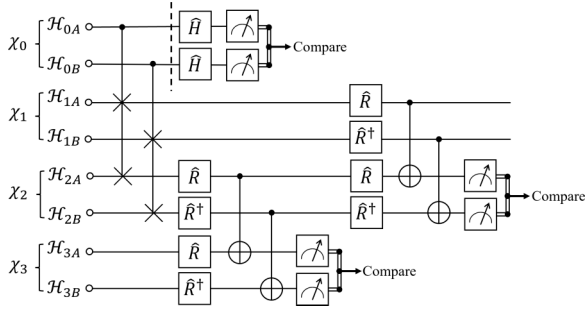 χ₀ ℋ₀A Ĥ
Compare
ℋ₀B Ĥ
χ₁ ℋ₁A R̂
ℋ₁B R̂†
χ₂ ℋ₂A R̂ R̂
Compare
ℋ₂B R̂† R̂†
χ₃ ℋ₃A R̂
Compare
ℋ₃B R̂†